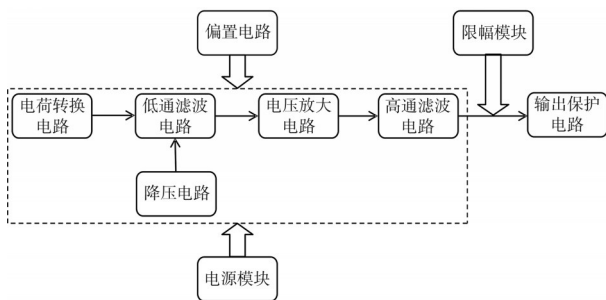 偏置电路
限幅模块
电荷转换
电路
低通滤波
电路
电压放大
电路
高通滤波
电路
输出保护
电路
降压电路
电源模块